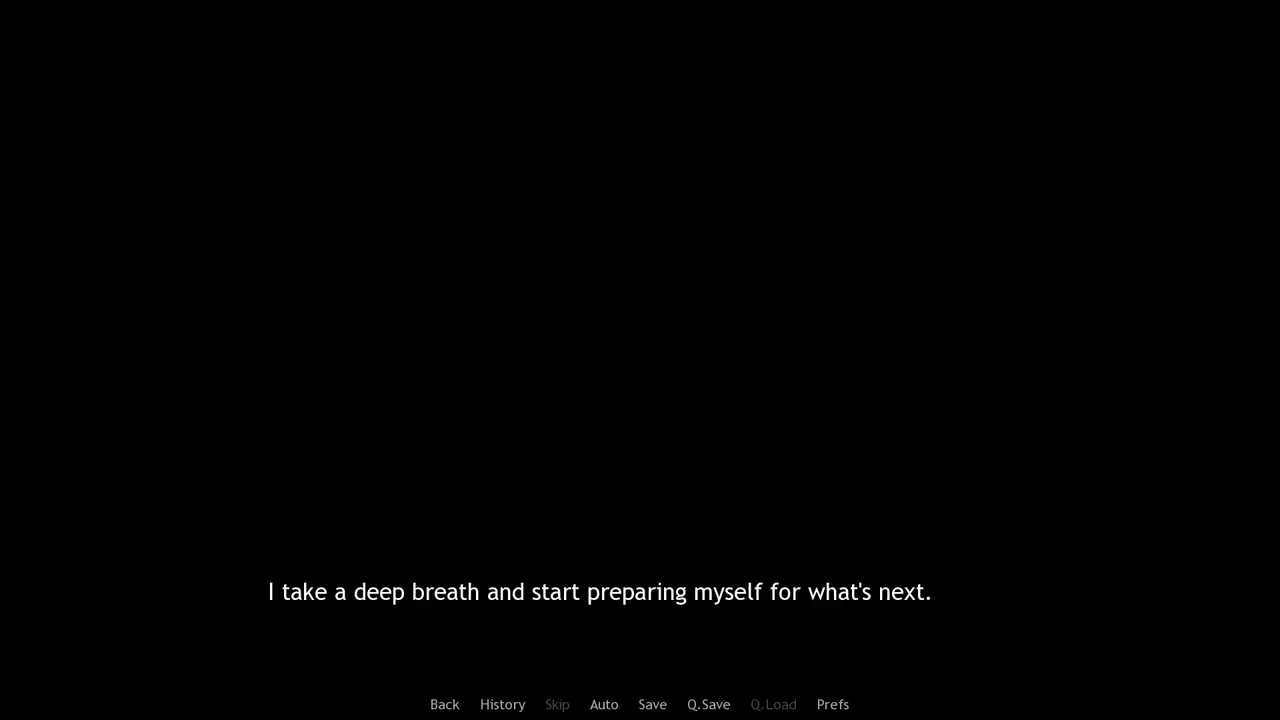 I take a deep breath and start preparing myself for what's next.
Back History Skip Auto Save Q.Save Q.Load Prefs